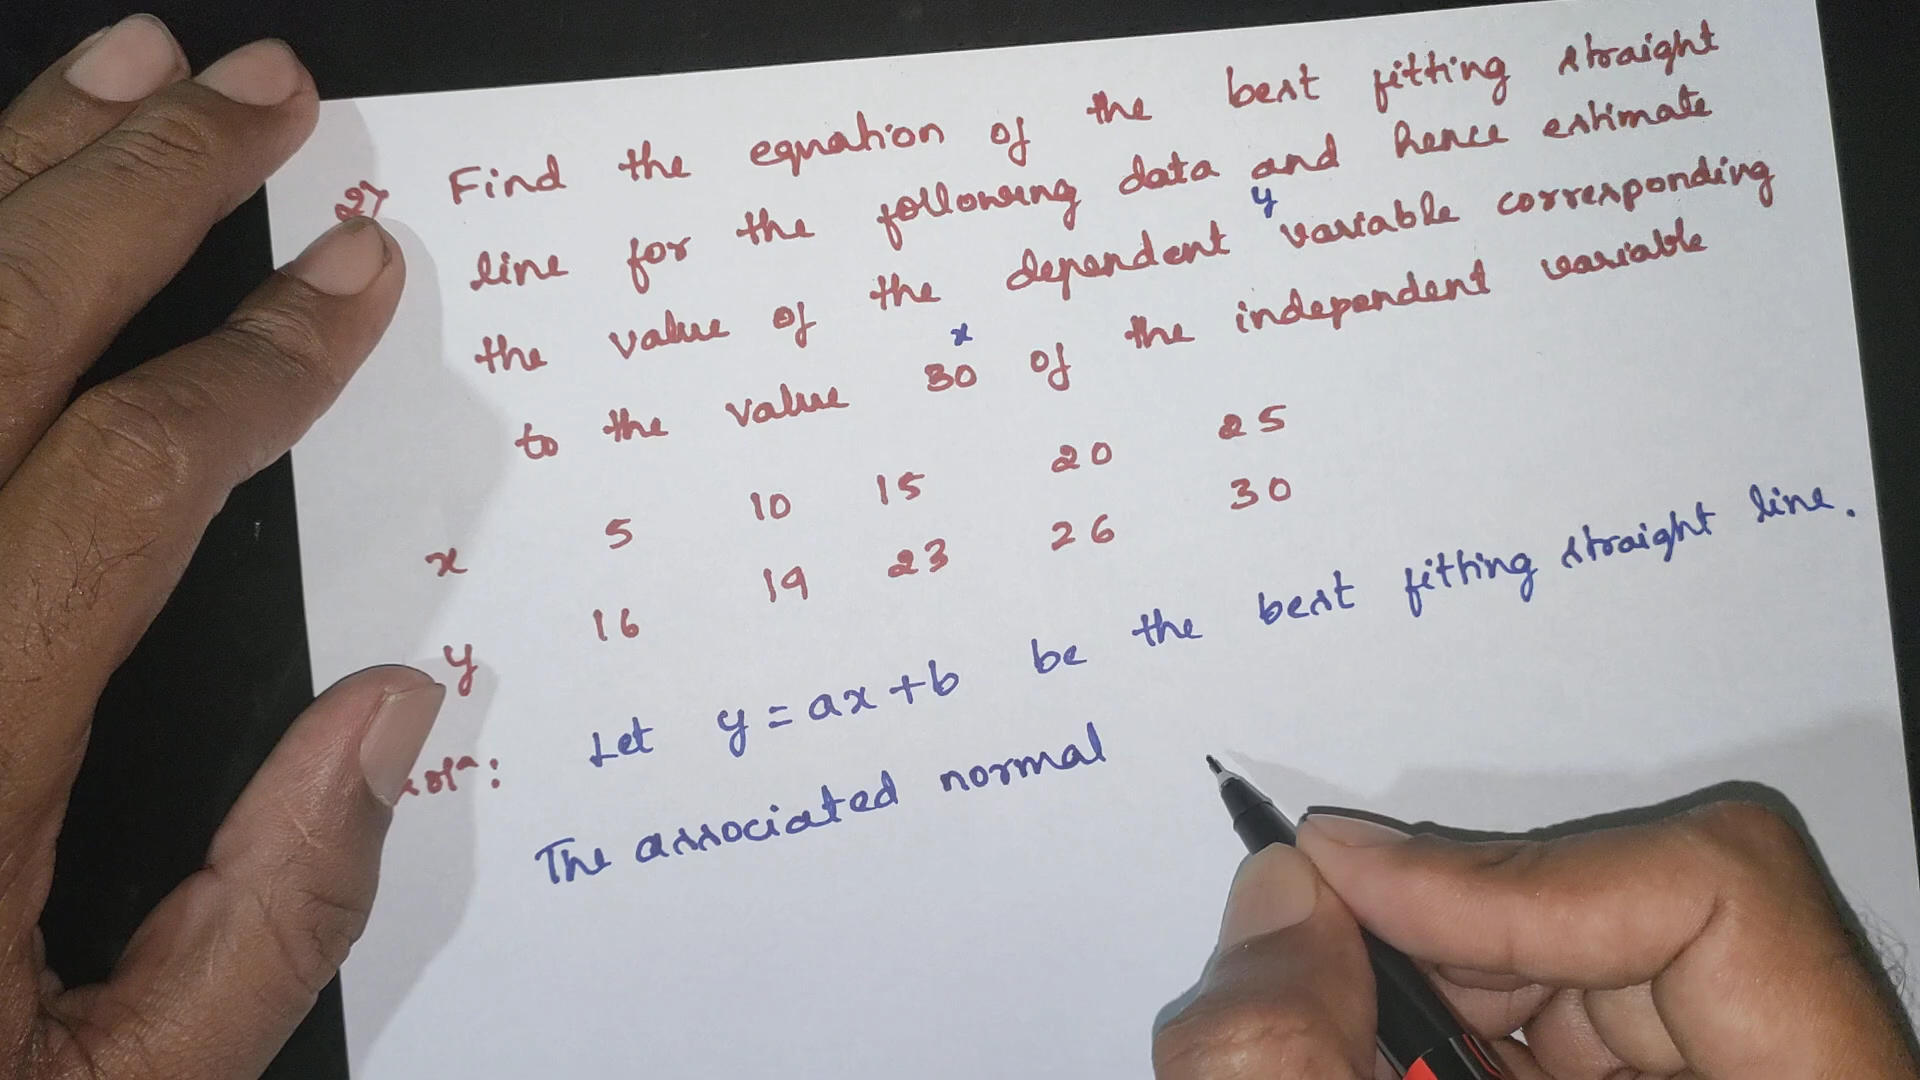 2) Find the equation of the best fitting straight
line for the following data and hence estimate
y
the value of the dependent variable corresponding
x
to the value 30 of the independent variable
x 5 10 15 20 25
y 16 19 23 26 30
Soln: Let y = ax + b be the best fitting straight line.
The associated normal